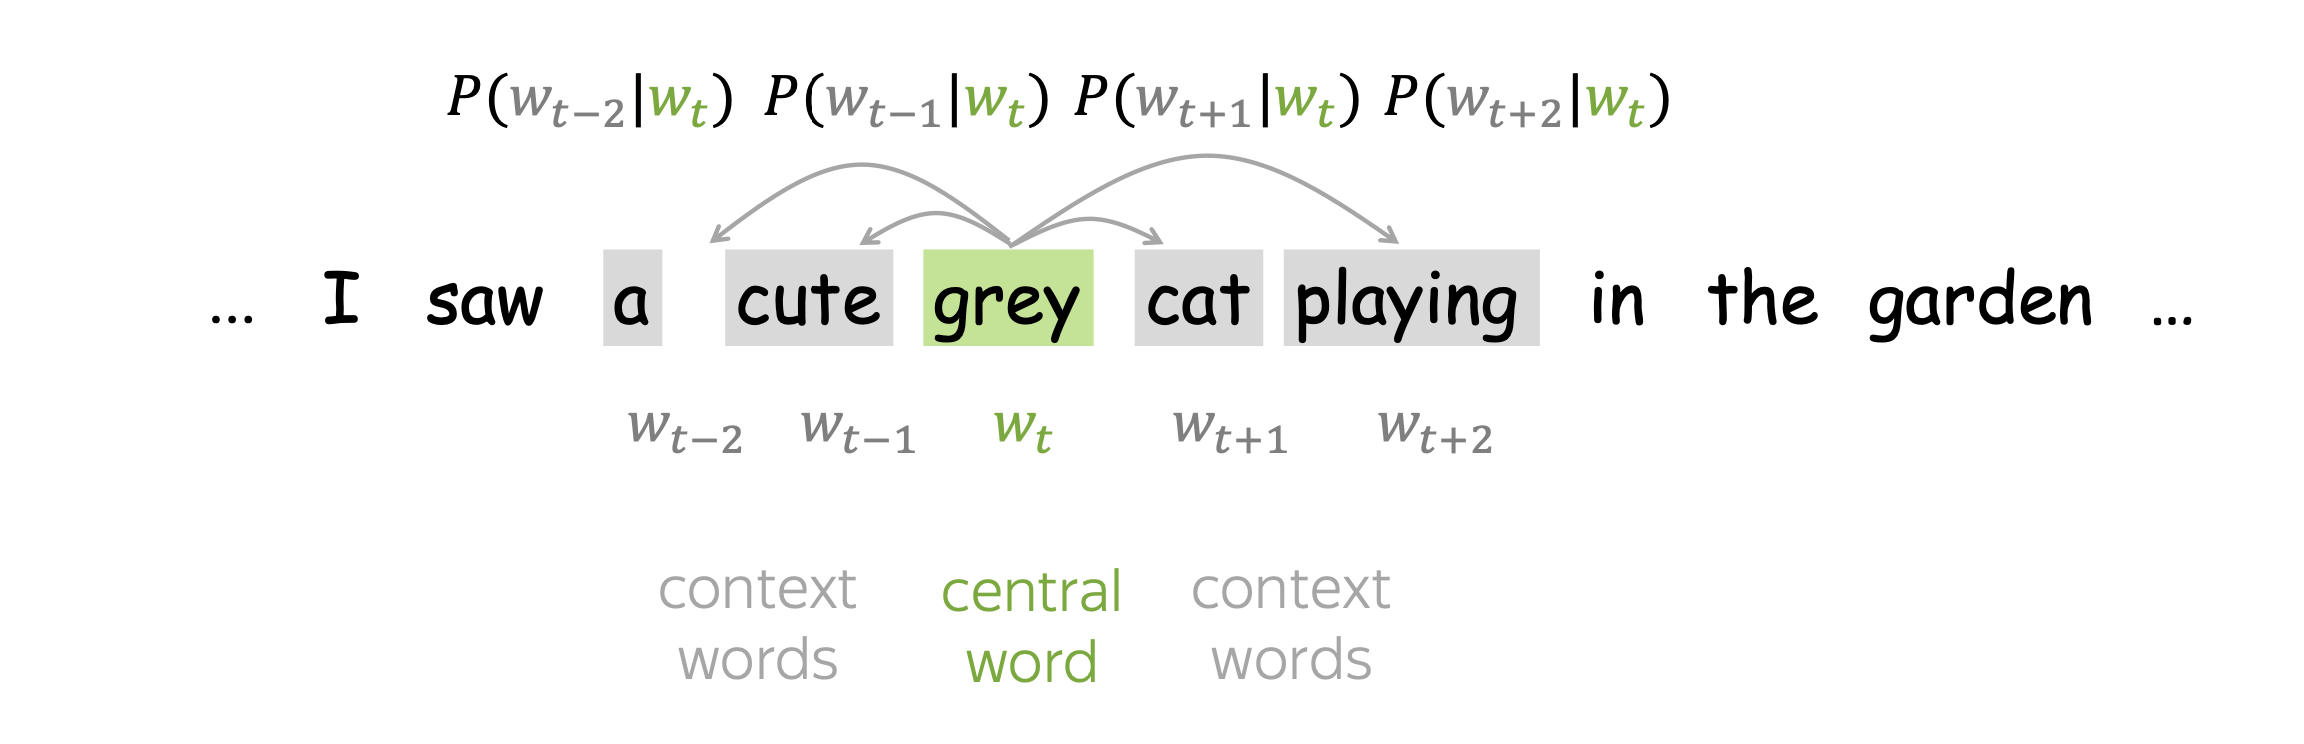 P(w_{t-2}|w_t) P(w_{t-1}|w_t) P(w_{t+1}|w_t) P(w_{t+2}|w_t)
... I saw a cute grey cat playing in the garden ...
w_{t-2} w_{t-1} w_t w_{t+1} w_{t+2}
context central context
words word words